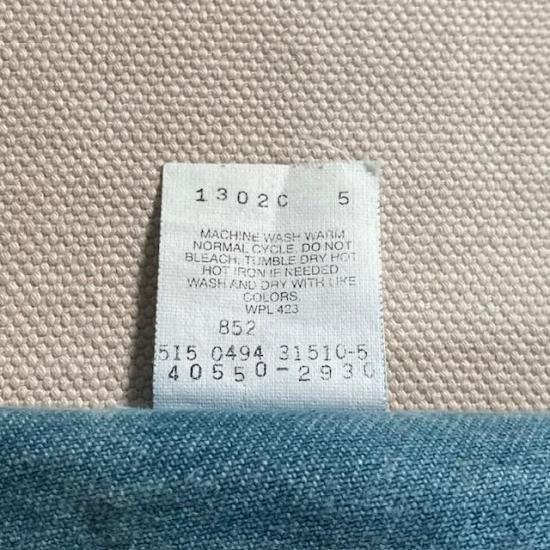 1302C 5
MACHINE WASH WARM
NORMAL CYCLE. DO NOT
BLEACH. TUMBLE DRY HOT
HOT IRON IF NEEDED
WASH AND DRY WITH LIKE
COLORS.
WPL 423
852
515 0494 31510-5
40550-2930